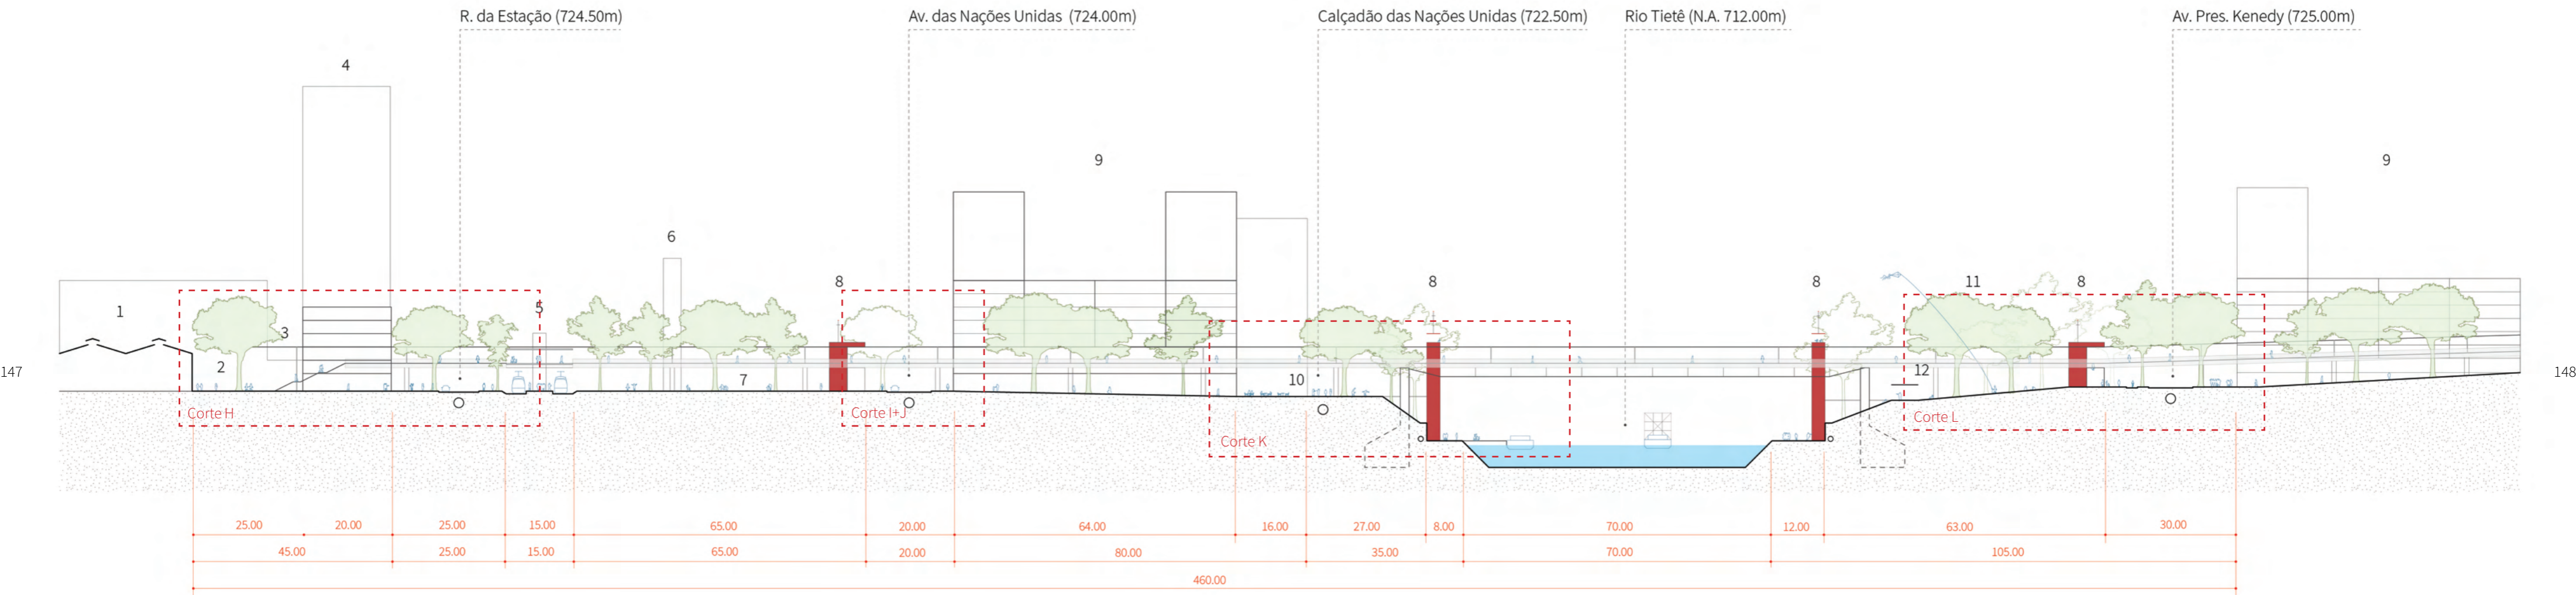 R. da Estação (724.50m)
Av. das Nações Unidas (724.00m)
Calçadão das Nações Unidas (722.50m)
Rio Tietê (N.A. 712.00m)
Av. Pres. Kenedy (725.00m)
4
9
9
6
8
8
8
11
8
1
5
3
2
7
10
12
147
148
Corte H
Corte I+J
Corte K
Corte L
25.00 20.00 25.00 15.00 65.00 20.00 64.00 16.00 27.00 8.00 70.00 12.00 63.00 30.00
45.00 25.00 15.00 65.00 20.00 80.00 35.00 70.00 105.00
460.00